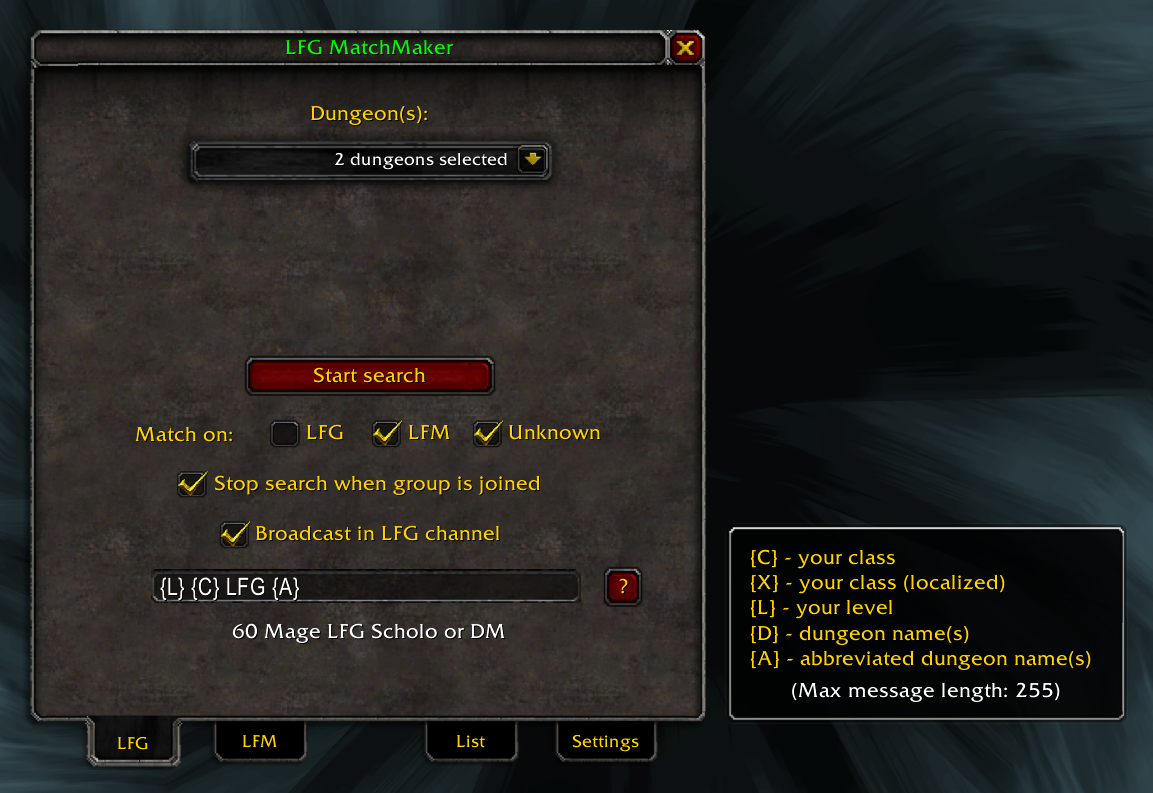 LFG MatchMaker
Dungeon(s):
2 dungeons selected
Start search
Match on: LFG LFM Unknown
Stop search when group is joined
Broadcast in LFG channel
{L} {C} LFG {A}
?
60 Mage LFG Scholo or DM
LFG
LFM
List
Settings
{C} - your class
{X} - your class (localized)
{L} - your level
{D} - dungeon name(s)
{A} - abbreviated dungeon name(s)
(Max message length: 255)